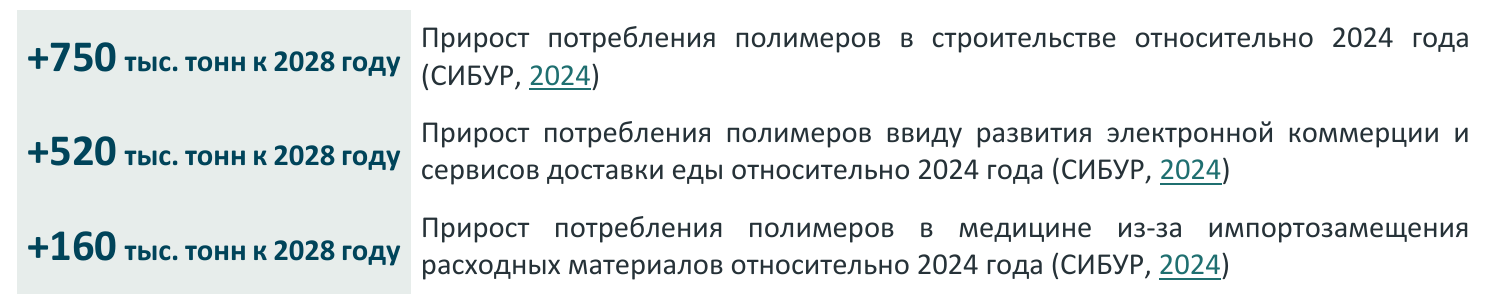 +750 тыс. тонн к 2028 году
Прирост потребления полимеров в строительстве относительно 2024 года
(СИБУР, 2024)
+520 тыс. тонн к 2028 году
Прирост потребления полимеров ввиду развития электронной коммерции и
сервисов доставки еды относительно 2024 года (СИБУР, 2024)
+160 тыс. тонн к 2028 году
Прирост потребления полимеров в медицине из-за импортозамещения
расходных материалов относительно 2024 года (СИБУР, 2024)